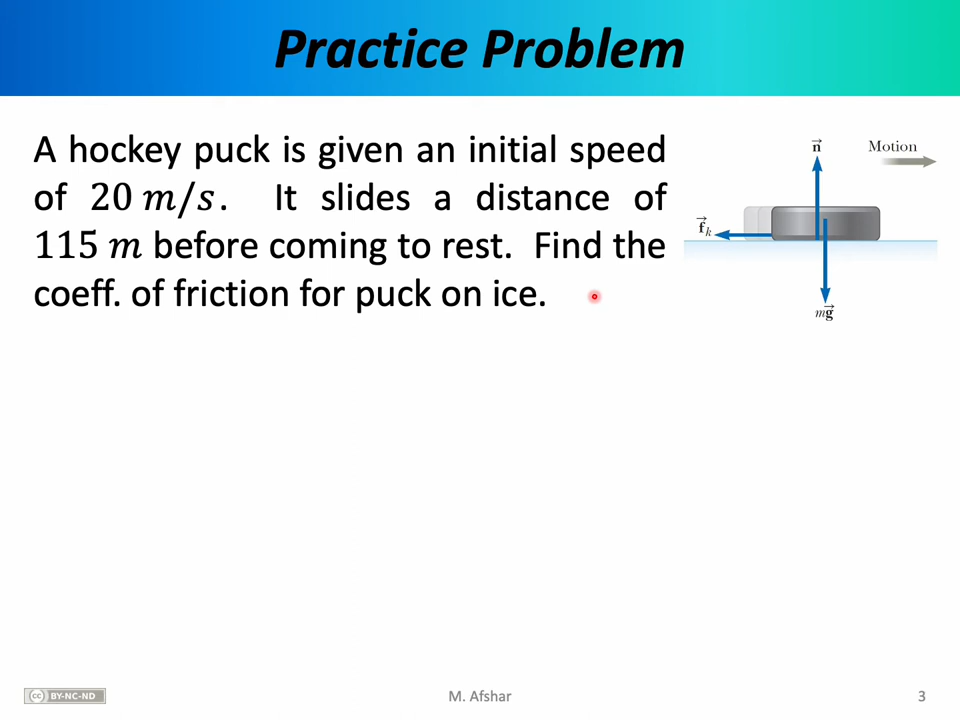 Practice Problem
A hockey puck is given an initial speed
of 20 m/s. It slides a distance of
115 m before coming to rest. Find the
coeff. of friction for puck on ice.
n⃗
Motion
f⃗ₖ
mg⃗
cc BY-NC-ND
M. Afshar
3